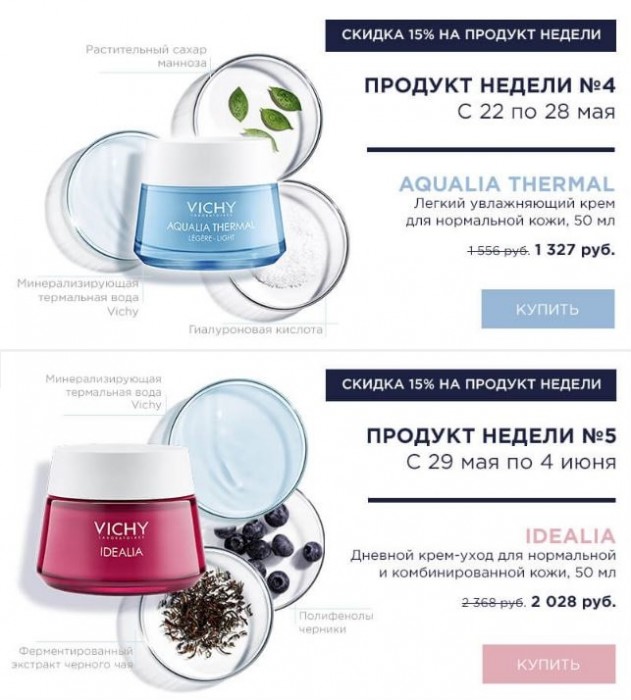 СКИДКА 15% НА ПРОДУКТ НЕДЕЛИ
Растительный сахар
манноза
ПРОДУКТ НЕДЕЛИ №4
С 22 по 28 мая
VICHY
LABORATOIRES
AQUALIA THERMAL
LÉGÈRE - LIGHT
AQUALIA THERMAL
Легкий увлажняющий крем
для нормальной кожи, 50 мл
1 556 руб. 1 327 руб.
Минерализирующая
термальная вода
Vichy
Гиалуроновая кислота
КУПИТЬ
СКИДКА 15% НА ПРОДУКТ НЕДЕЛИ
Минерализирующая
термальная вода
Vichy
ПРОДУКТ НЕДЕЛИ №5
С 29 мая по 4 июня
VICHY
LABORATOIRES
IDEALIA
IDEALIA
Дневной крем-уход для нормальной
и комбинированной кожи, 50 мл
2 368 руб. 2 028 руб.
Полифенолы
черники
Ферментированный
экстракт черного чая
КУПИТЬ